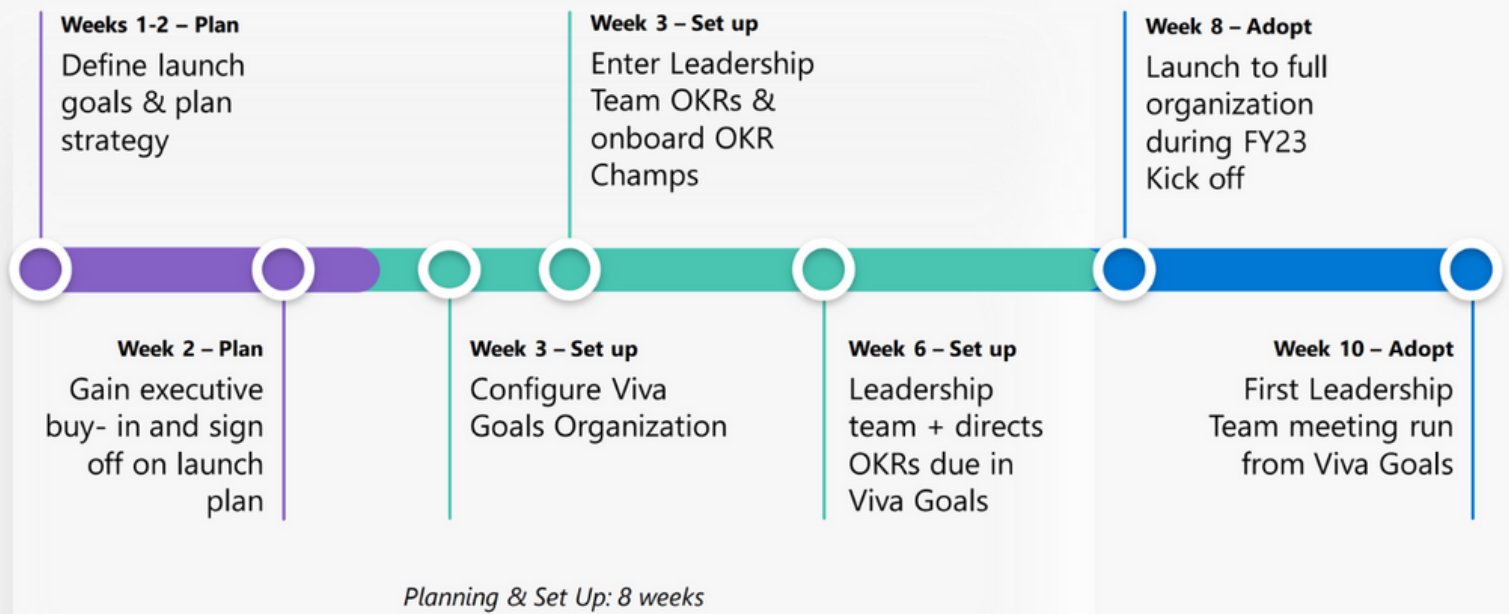 Weeks 1-2 – Plan
Define launch
goals & plan
strategy
Week 3 – Set up
Enter Leadership
Team OKRs &
onboard OKR
Champs
Week 8 – Adopt
Launch to full
organization
during FY23
Kick off
Week 2 – Plan
Gain executive
buy- in and sign
off on launch
plan
Week 3 – Set up
Configure Viva
Goals Organization
Week 6 – Set up
Leadership
team + directs
OKRs due in
Viva Goals
Week 10 – Adopt
First Leadership
Team meeting run
from Viva Goals
Planning & Set Up: 8 weeks